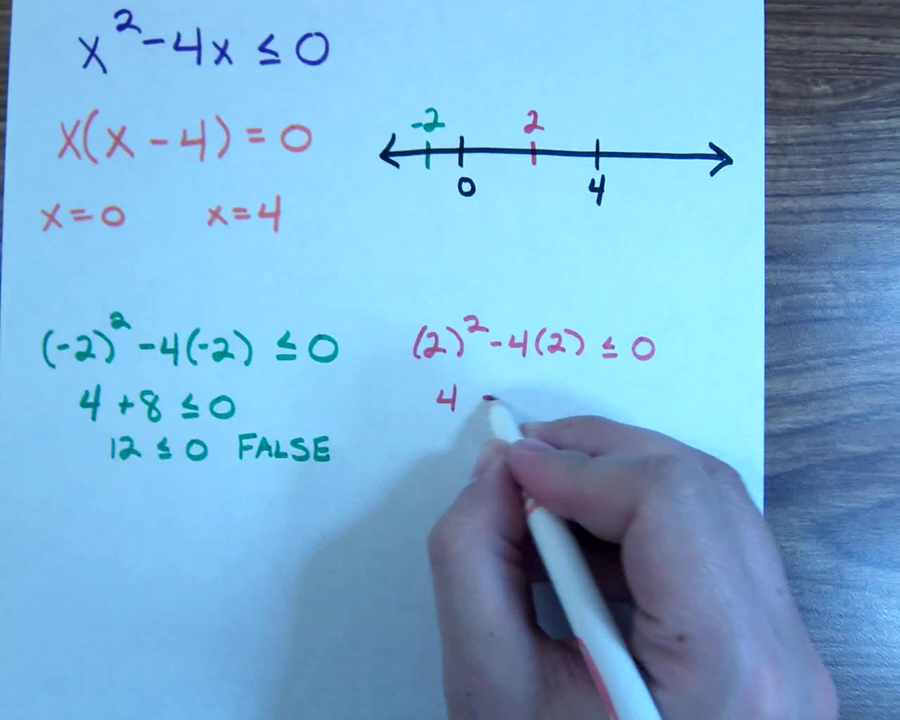 x² - 4x ≤ 0
x(x - 4) = 0
x = 0 x = 4
-2 2
0 4
(-2)² - 4(-2) ≤ 0
4 + 8 ≤ 0
12 ≤ 0 FALSE
(2)² - 4(2) ≤ 0
4 -